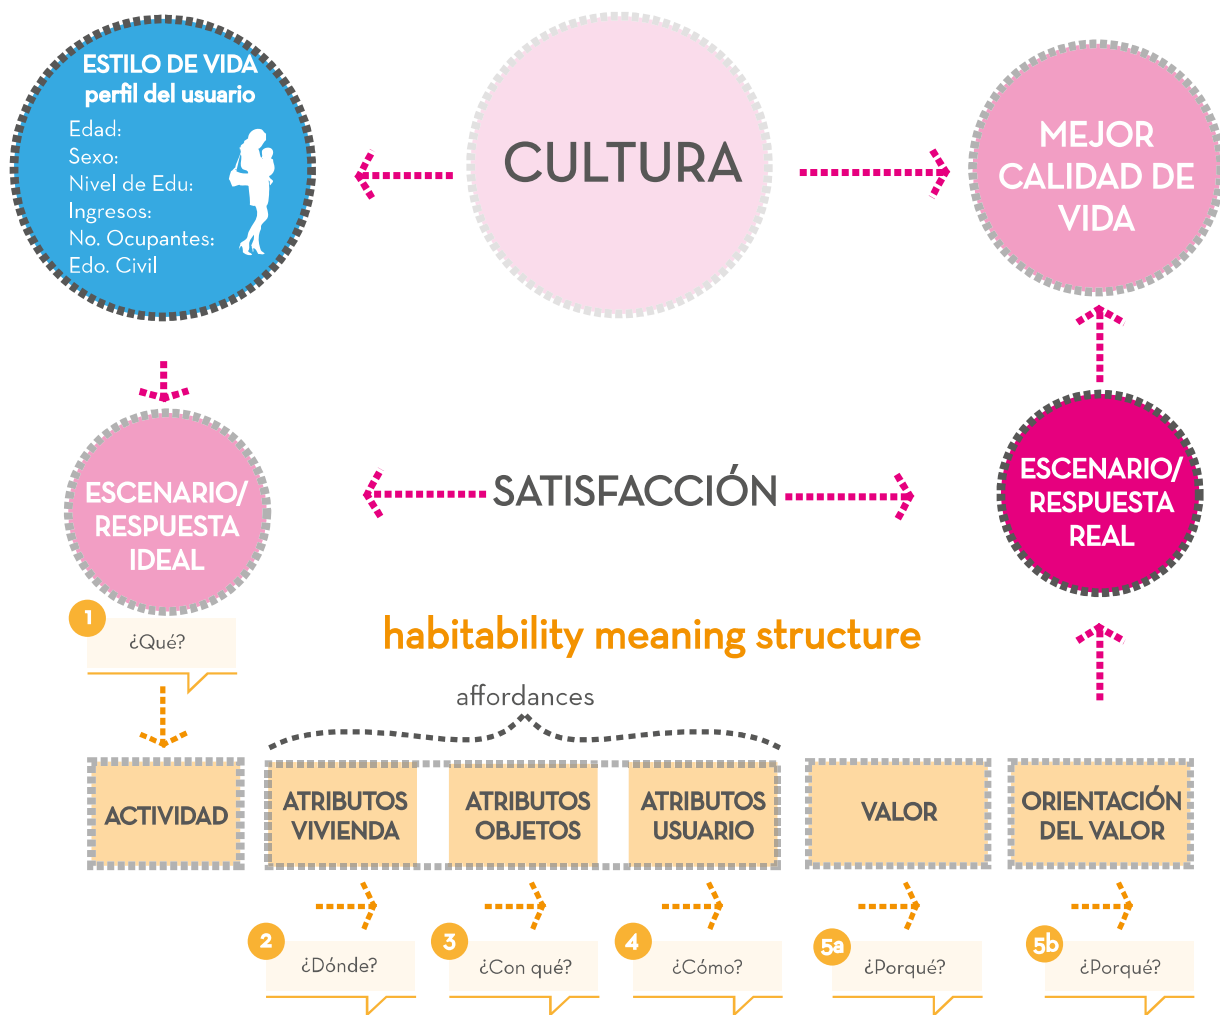 ESTILO DE VIDA
perfil del usuario
Edad:
Sexo:
Nivel de Edu:
Ingresos:
No. Ocupantes:
Edo. Civil
CULTURA
MEJOR
CALIDAD DE
VIDA
ESCENARIO/
RESPUESTA
IDEAL
SATISFACCIÓN
ESCENARIO/
RESPUESTA
REAL
1
¿Qué?
habitability meaning structure
affordances
ACTIVIDAD
ATRIBUTOS
VIVIENDA
ATRIBUTOS
OBJETOS
ATRIBUTOS
USUARIO
VALOR
ORIENTACIÓN
DEL VALOR
2
¿Dónde?
3
¿Con qué?
4
¿Cómo?
5a
¿Porqué?
5b
¿Porqué?